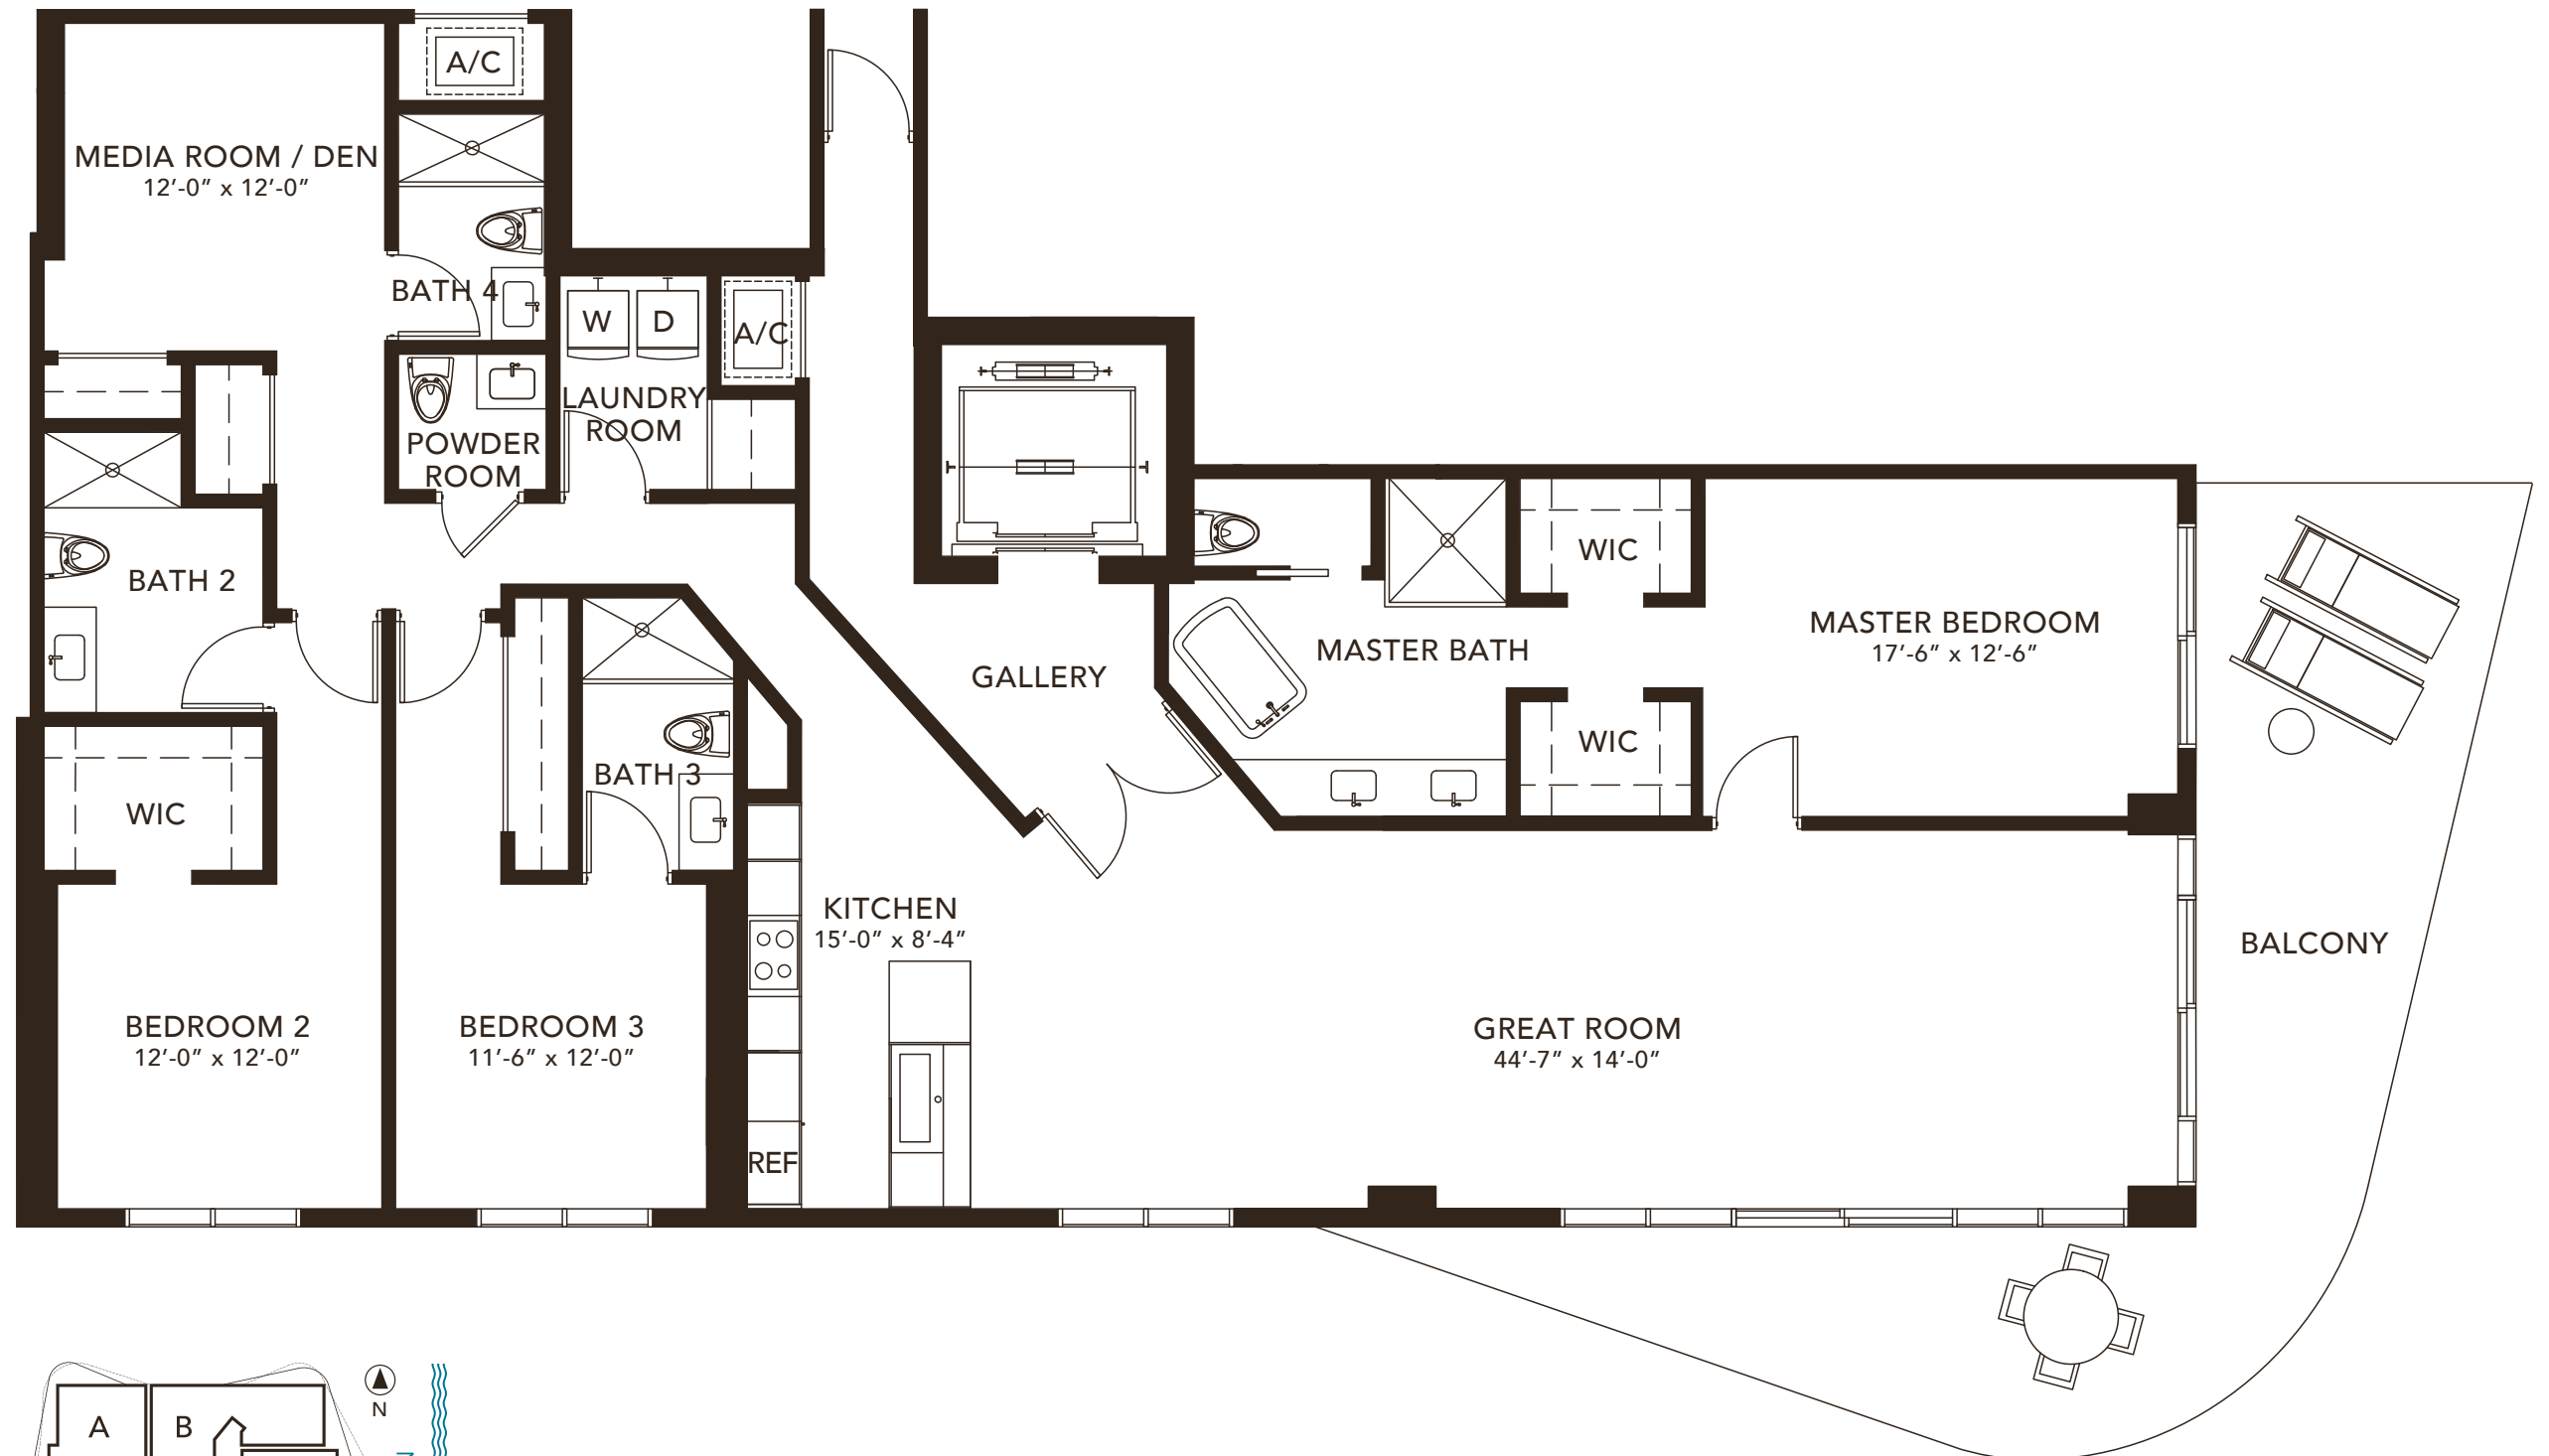 A/C
MEDIA ROOM / DEN
12’-0” x 12’-0”
BATH 4
W
D
A/C
LAUNDRY
ROOM
POWDER
ROOM
BATH 2
WIC
MASTER BATH
MASTER BEDROOM
17’-6” x 12’-6”
GALLERY
WIC
BATH 3
WIC
KITCHEN
15’-0” x 8’-4”
BALCONY
BEDROOM 2
12’-0” x 12’-0”
BEDROOM 3
11’-6” x 12’-0”
GREAT ROOM
44’-7” x 14’-0”
REF
N
A
B